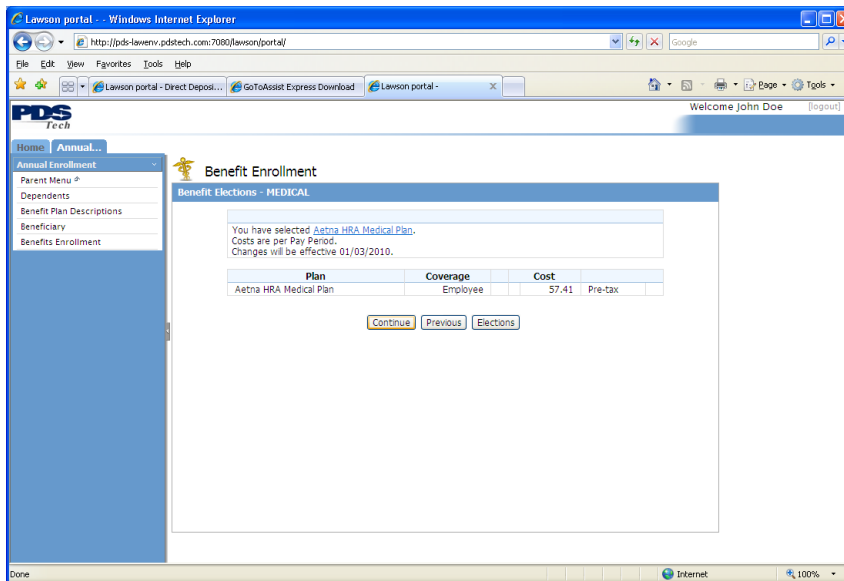 Lawson portal - - Windows Internet Explorer
http://pds-lawenv.pdstech.com:7080/lawson/portal/
Google
File Edit View Favorites Tools Help
Lawson portal - Direct Deposi... GoToAssist Express Download Lawson portal - X
Page Tools
PDS
Tech
Welcome John Doe [logout]
Home Annual...
Annual Enrollment
Parent Menu
Dependents
Benefit Plan Descriptions
Beneficiary
Benefits Enrollment
Benefit Enrollment
Benefit Elections - MEDICAL
You have selected Aetna HRA Medical Plan.
Costs are per Pay Period.
Changes will be effective 01/03/2010.
Plan Coverage Cost
Aetna HRA Medical Plan Employee 57.41 Pre-tax
Continue Previous Elections
Done Internet 100%